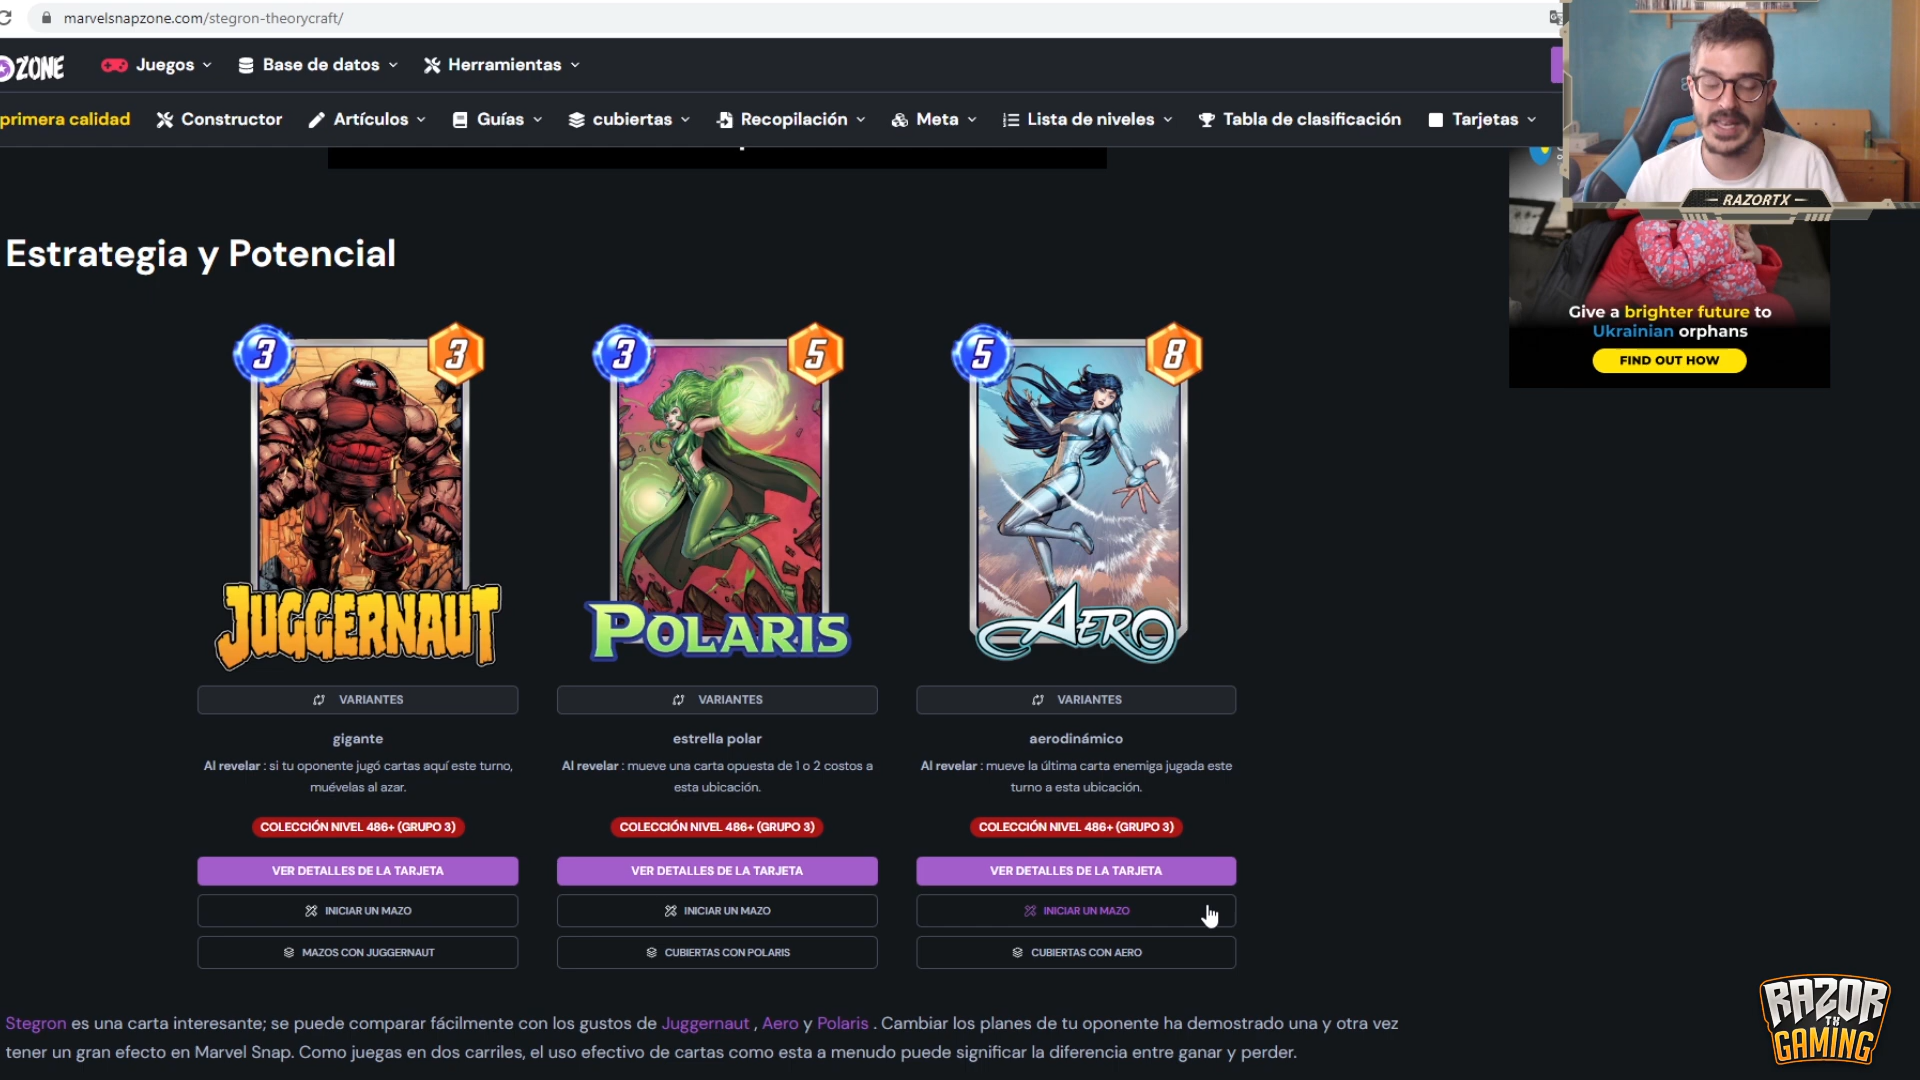 marvelsnapzone.com/stegron-theorycraft/
ZONE
Juegos
Base de datos
Herramientas
primera calidad
Constructor
Artículos
Guías
cubiertas
Recopilación
Meta
Lista de niveles
Tabla de clasificación
Tarjetas
RAZORTX
Estrategia y Potencial
Give a brighter future to
Ukrainian orphans
FIND OUT HOW
3
3
JUGGERNAUT
3
5
POLARIS
5
8
AERO
VARIANTES
VARIANTES
VARIANTES
gigante
estrella polar
aerodinámico
Al revelar : si tu oponente jugó cartas aquí este turno,
muévelas al azar.
Al revelar : mueve una carta opuesta de 1 o 2 costos a
esta ubicación.
Al revelar : mueve la última carta enemiga jugada este
turno a esta ubicación.
COLECCIÓN NIVEL 486+ (GRUPO 3)
COLECCIÓN NIVEL 486+ (GRUPO 3)
COLECCIÓN NIVEL 486+ (GRUPO 3)
VER DETALLES DE LA TARJETA
VER DETALLES DE LA TARJETA
VER DETALLES DE LA TARJETA
INICIAR UN MAZO
INICIAR UN MAZO
INICIAR UN MAZO
MAZOS CON JUGGERNAUT
CUBIERTAS CON POLARIS
CUBIERTAS CON AERO
Stegron es una carta interesante; se puede comparar fácilmente con los gustos de Juggernaut , Aero y Polaris . Cambiar los planes de tu oponente ha demostrado una y otra vez
tener un gran efecto en Marvel Snap. Como juegas en dos carriles, el uso efectivo de cartas como esta a menudo puede significar la diferencia entre ganar y perder.
RAZOR
TX
GAMING